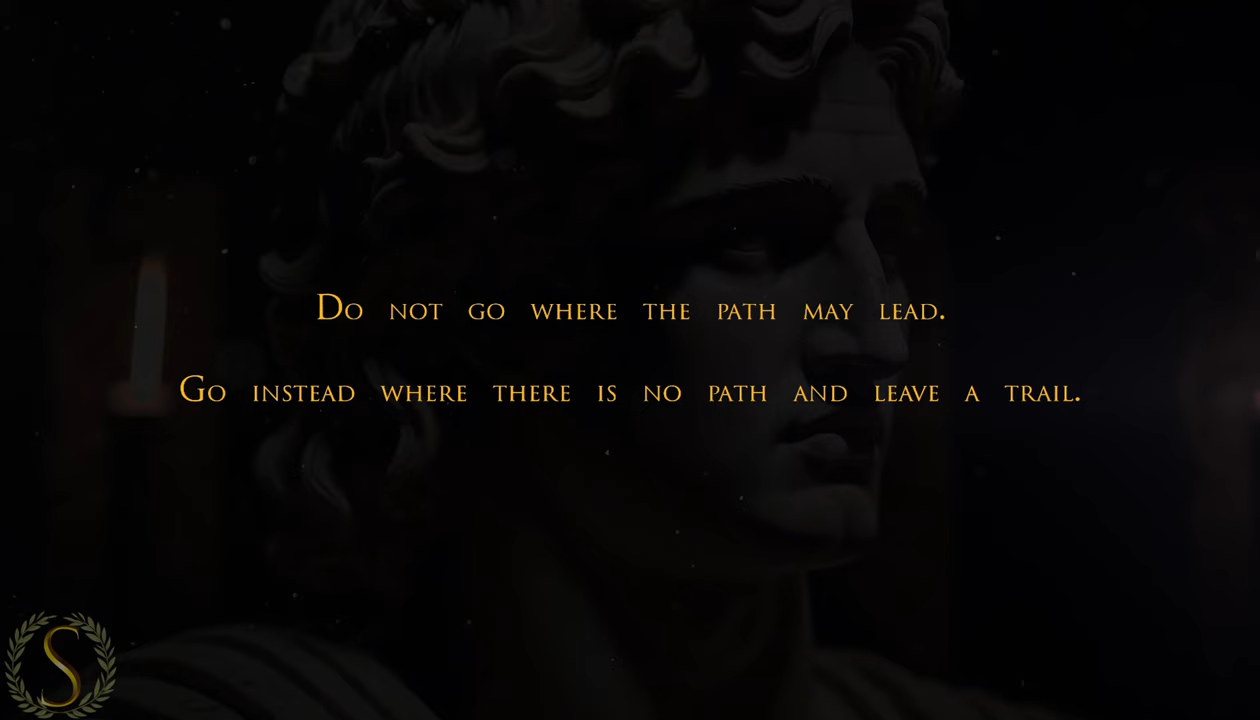 Do not go where the path may lead.
Go instead where there is no path and leave a trail.
S